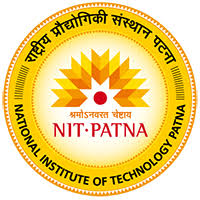 राष्ट्रीय प्रौद्योगिकी संस्थान पटना
श्रमोऽनवरत चेष्टाय
NIT-PATNA
NATIONAL INSTITUTE OF TECHNOLOGY PATNA